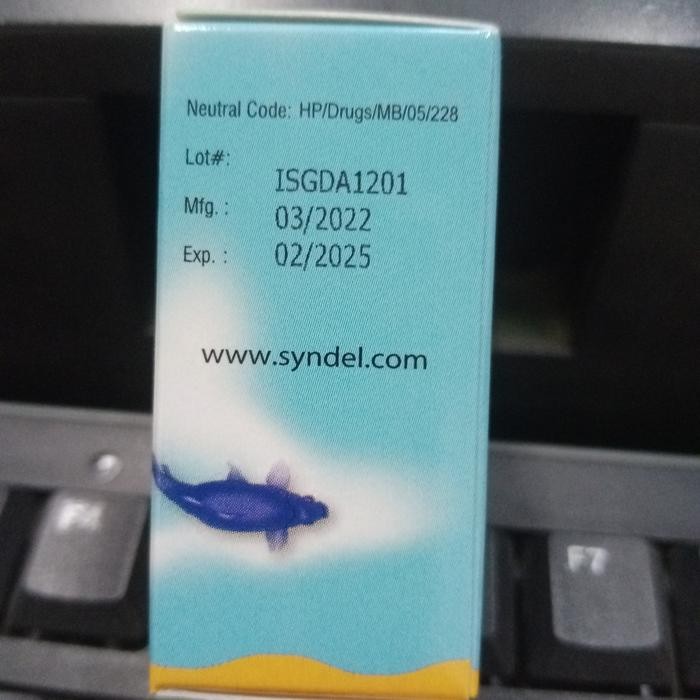 Neutral Code: HP/Drugs/MB/05/228
Lot#:
ISGDA1201
Mfg. :
03/2022
Exp. :
02/2025
www.syndel.com
F4
F7